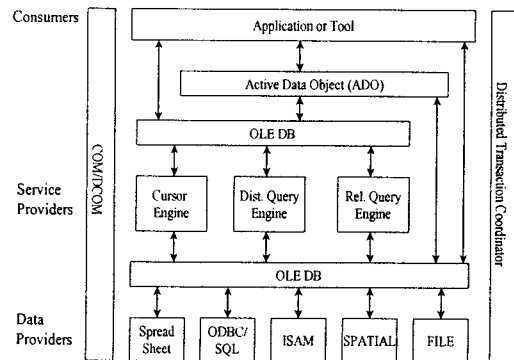 Consumers
Application or Tool
Active Data Object (ADO)
OLE DB
COM/DCOM
Distributed Transaction Coordinator
Service
Providers
Cursor
Engine
Dist. Query
Engine
Rel. Query
Engine
OLE DB
Data
Providers
Spread
Sheet
ODBC/
SQL
ISAM
SPATIAL
FILE